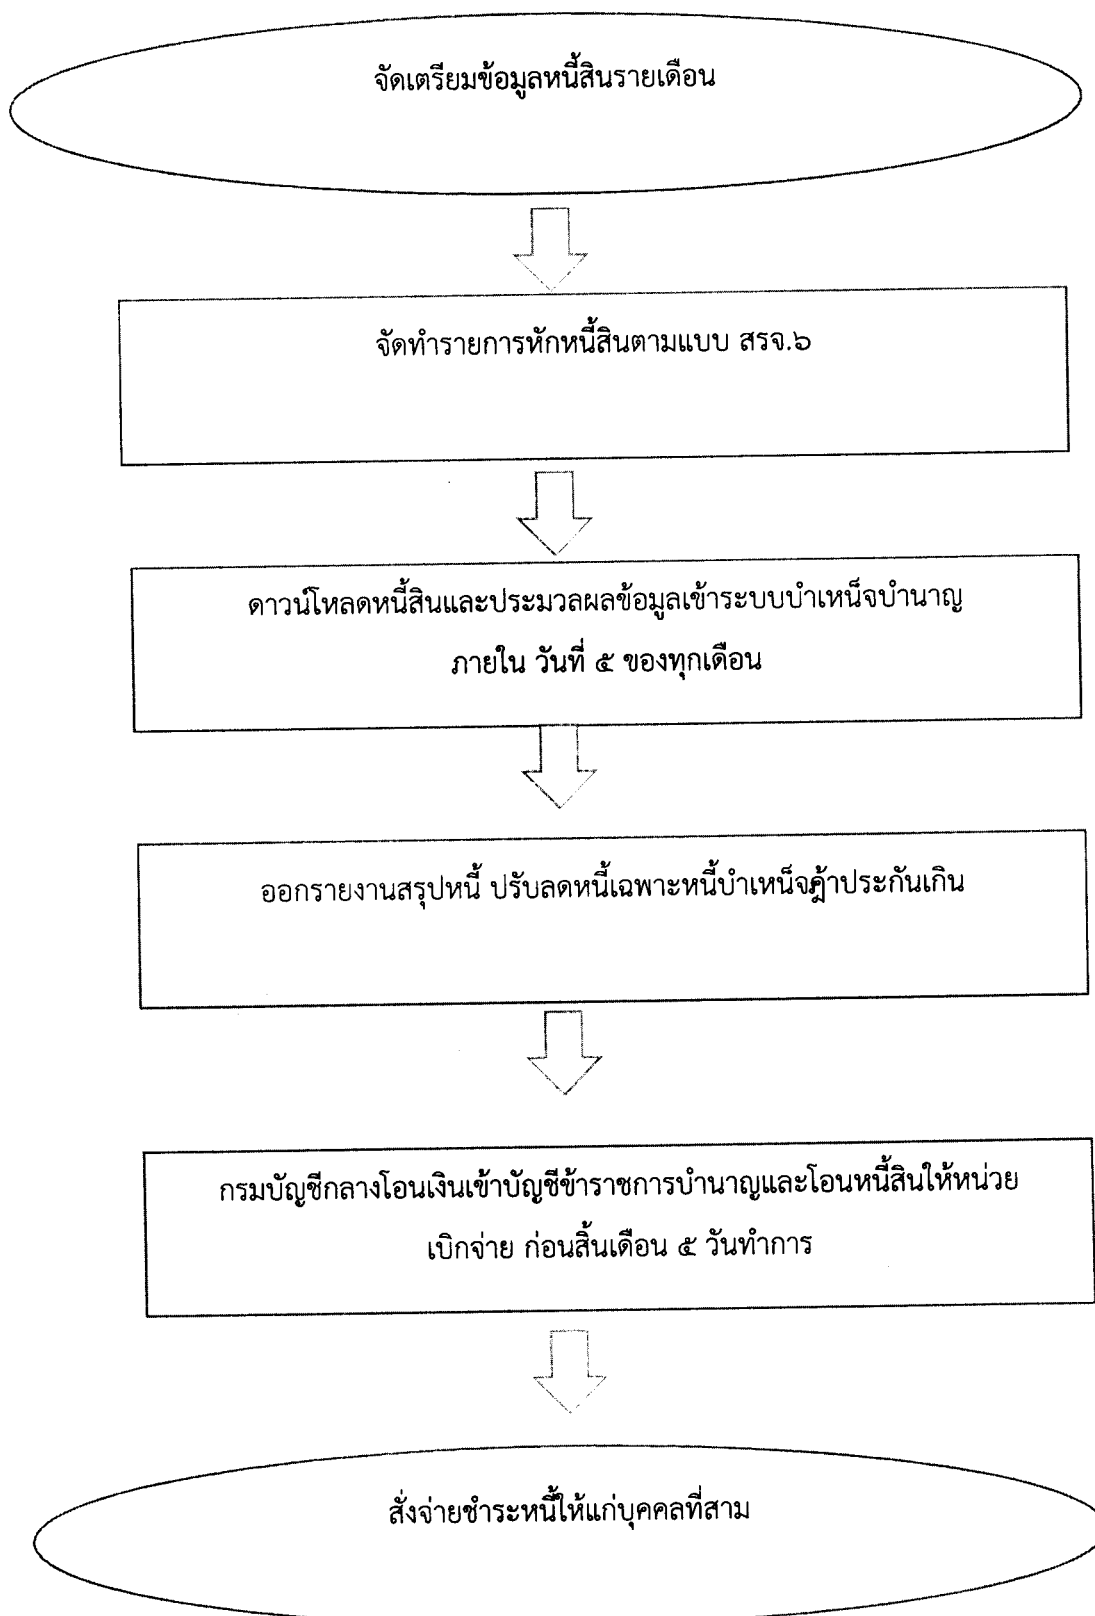 จัดเตรียมข้อมูลหนี้สินรายเดือน
จัดทำรายการหักหนี้สินตามแบบ สรจ.๖
ดาวน์โหลดหนี้สินและประมวลผลข้อมูลเข้าระบบบำเหน็จบำนาญ
ภายใน วันที่ ๕ ของทุกเดือน
ออกรายงานสรุปหนี้ ปรับลดหนี้เฉพาะหนี้บำเหน็จค้ำประกันเกิน
กรมบัญชีกลางโอนเงินเข้าบัญชีข้าราชการบำนาญและโอนหนี้สินให้หน่วย
เบิกจ่าย ก่อนสิ้นเดือน ๕ วันทำการ
สั่งจ่ายชำระหนี้ให้แก่บุคคลที่สาม